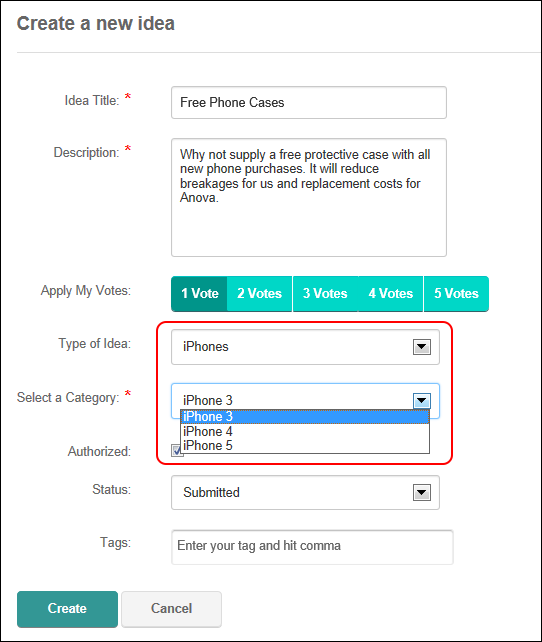 Create a new idea
Idea Title: * Free Phone Cases
Description: * Why not supply a free protective case with all
new phone purchases. It will reduce
breakages for us and replacement costs for
Anova.
Apply My Votes: 1 Vote 2 Votes 3 Votes 4 Votes 5 Votes
Type of Idea: iPhones
Select a Category: * iPhone 3
iPhone 3
iPhone 4
iPhone 5
Authorized:
Status: Submitted
Tags: Enter your tag and hit comma
Create Cancel